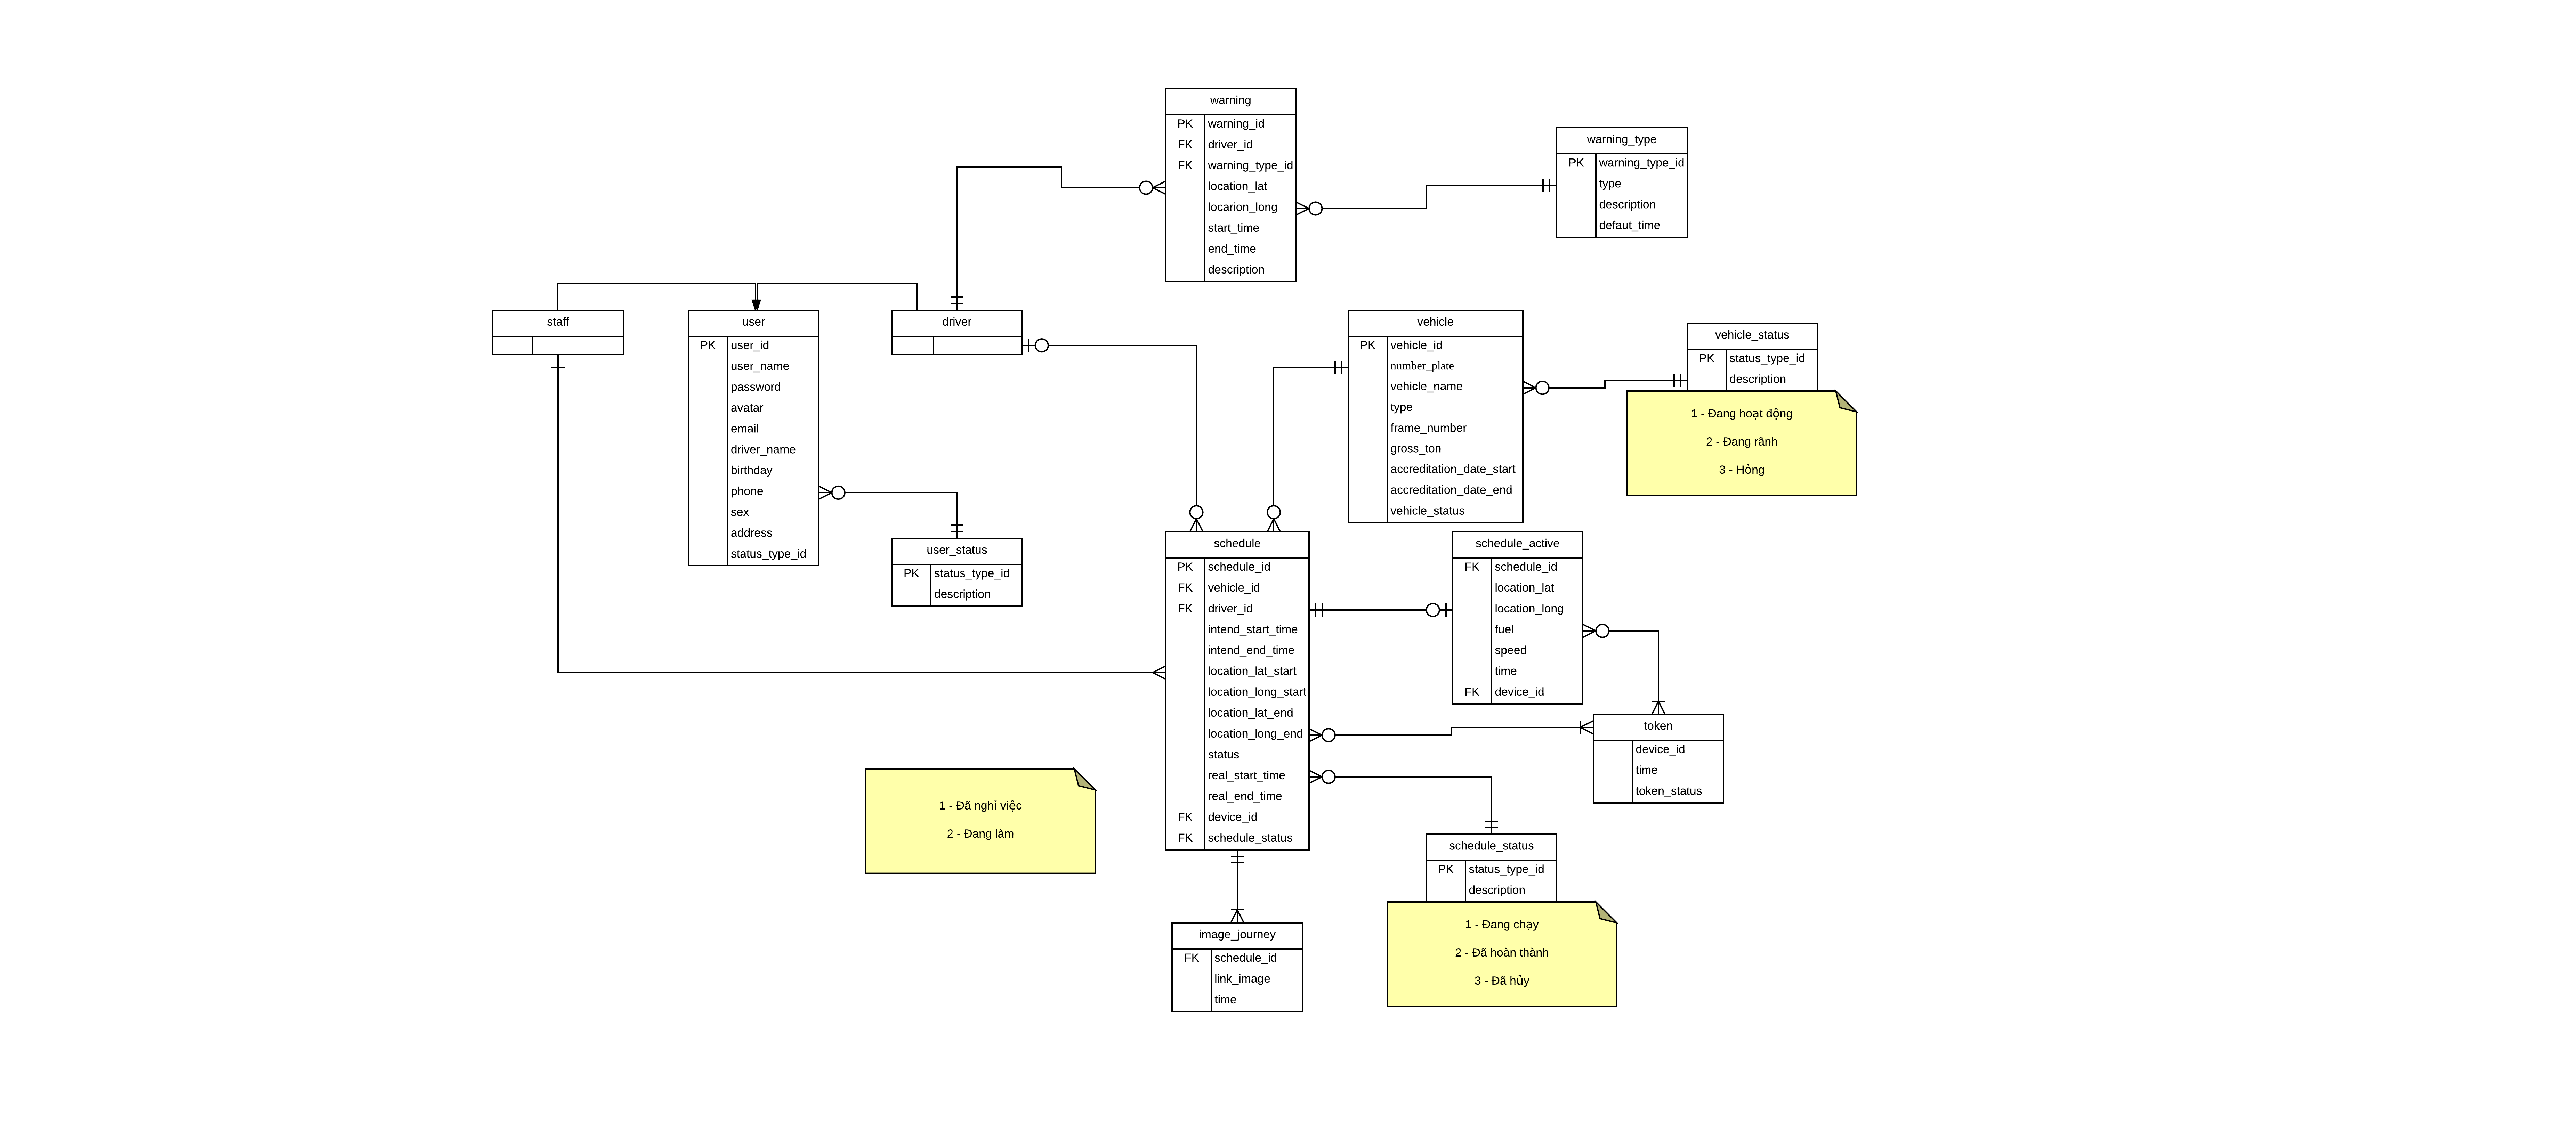 warning
PK warning_id
FK driver_id
FK warning_type_id
location_lat
locarion_long
start_time
end_time
description
warning_type
PK warning_type_id
type
description
defaut_time
staff
user
PK user_id
user_name
password
avatar
email
driver_name
birthday
phone
sex
address
status_type_id
driver
vehicle
PK vehicle_id
number_plate
vehicle_name
type
frame_number
gross_ton
accreditation_date_start
accreditation_date_end
vehicle_status
vehicle_status
PK status_type_id
description
1 - Đang hoạt động
2 - Đang rãnh
3 - Hỏng
user_status
PK status_type_id
description
schedule
PK schedule_id
FK vehicle_id
FK driver_id
intend_start_time
intend_end_time
location_lat_start
location_long_start
location_lat_end
location_long_end
status
real_start_time
real_end_time
FK device_id
FK schedule_status
schedule_active
FK schedule_id
location_lat
location_long
fuel
speed
time
FK device_id
token
device_id
time
token_status
1 - Đã nghỉ việc
2 - Đang làm
schedule_status
PK status_type_id
description
1 - Đang chạy
2 - Đã hoàn thành
3 - Đã hủy
image_journey
FK schedule_id
link_image
time